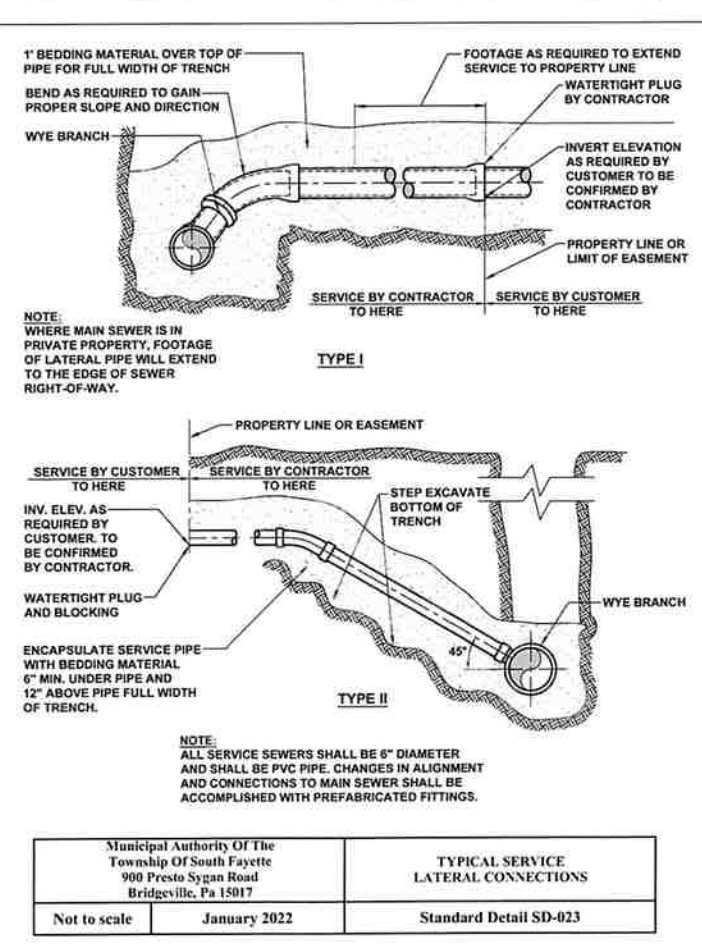 1" BEDDING MATERIAL OVER TOP OF
PIPE FOR FULL WIDTH OF TRENCH
BEND AS REQUIRED TO GAIN
PROPER SLOPE AND DIRECTION
WYE BRANCH
FOOTAGE AS REQUIRED TO EXTEND
SERVICE TO PROPERTY LINE
WATERTIGHT PLUG
BY CONTRACTOR
INVERT ELEVATION
AS REQUIRED BY
CUSTOMER TO BE
CONFIRMED BY
CONTRACTOR
PROPERTY LINE OR
LIMIT OF EASEMENT
SERVICE BY CONTRACTOR
TO HERE
SERVICE BY CUSTOMER
TO HERE
NOTE:
WHERE MAIN SEWER IS IN
PRIVATE PROPERTY, FOOTAGE
OF LATERAL PIPE WILL EXTEND
TO THE EDGE OF SEWER
RIGHT-OF-WAY.
TYPE I
PROPERTY LINE OR EASEMENT
SERVICE BY CUSTOMER
TO HERE
SERVICE BY CONTRACTOR
TO HERE
INV. ELEV. AS
REQUIRED BY
CUSTOMER. TO
BE CONFIRMED
BY CONTRACTOR.
WATERTIGHT PLUG
AND BLOCKING
STEP EXCAVATE
BOTTOM OF
TRENCH
WYE BRANCH
45°
ENCAPSULATE SERVICE PIPE
WITH BEDDING MATERIAL
6" MIN. UNDER PIPE AND
12" ABOVE PIPE FULL WIDTH
OF TRENCH.
TYPE II
NOTE:
ALL SERVICE SEWERS SHALL BE 6" DIAMETER
AND SHALL BE PVC PIPE. CHANGES IN ALIGNMENT
AND CONNECTIONS TO MAIN SEWER SHALL BE
ACCOMPLISHED WITH PREFABRICATED FITTINGS.
Municipal Authority Of The
Township Of South Fayette
900 Presto Sygan Road
Bridgeville, Pa 15017
TYPICAL SERVICE
LATERAL CONNECTIONS
Not to scale
January 2022
Standard Detail SD-023